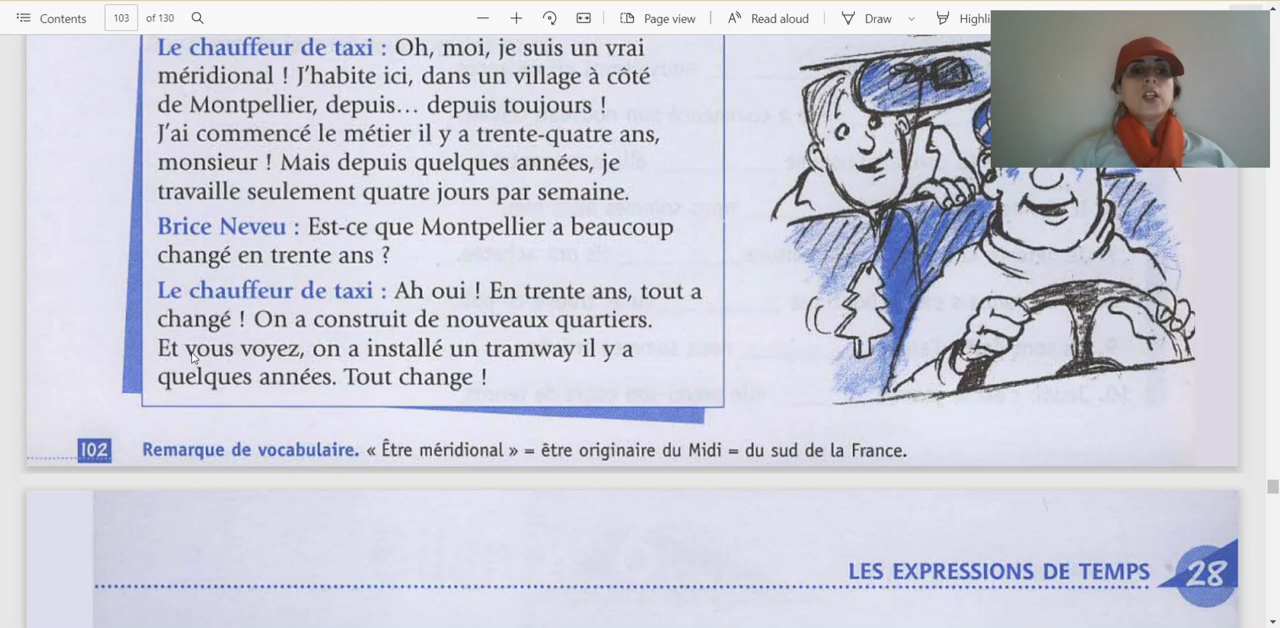 Contents
103
of 130
Page view
Read aloud
Draw
Le chauffeur de taxi : Oh, moi, je suis un vrai
méridional ! J'habite ici, dans un village à côté
de Montpellier, depuis... depuis toujours !
J'ai commencé le métier il y a trente-quatre ans,
monsieur ! Mais depuis quelques années, je
travaille seulement quatre jours par semaine.
Brice Neveu : Est-ce que Montpellier a beaucoup
changé en trente ans ?
Le chauffeur de taxi : Ah oui ! En trente ans, tout a
changé ! On a construit de nouveaux quartiers.
Et vous voyez, on a installé un tramway il y a
quelques années. Tout change !
102 Remarque de vocabulaire. « Être méridional » = être originaire du Midi = du sud de la France.
LES EXPRESSIONS DE TEMPS 28